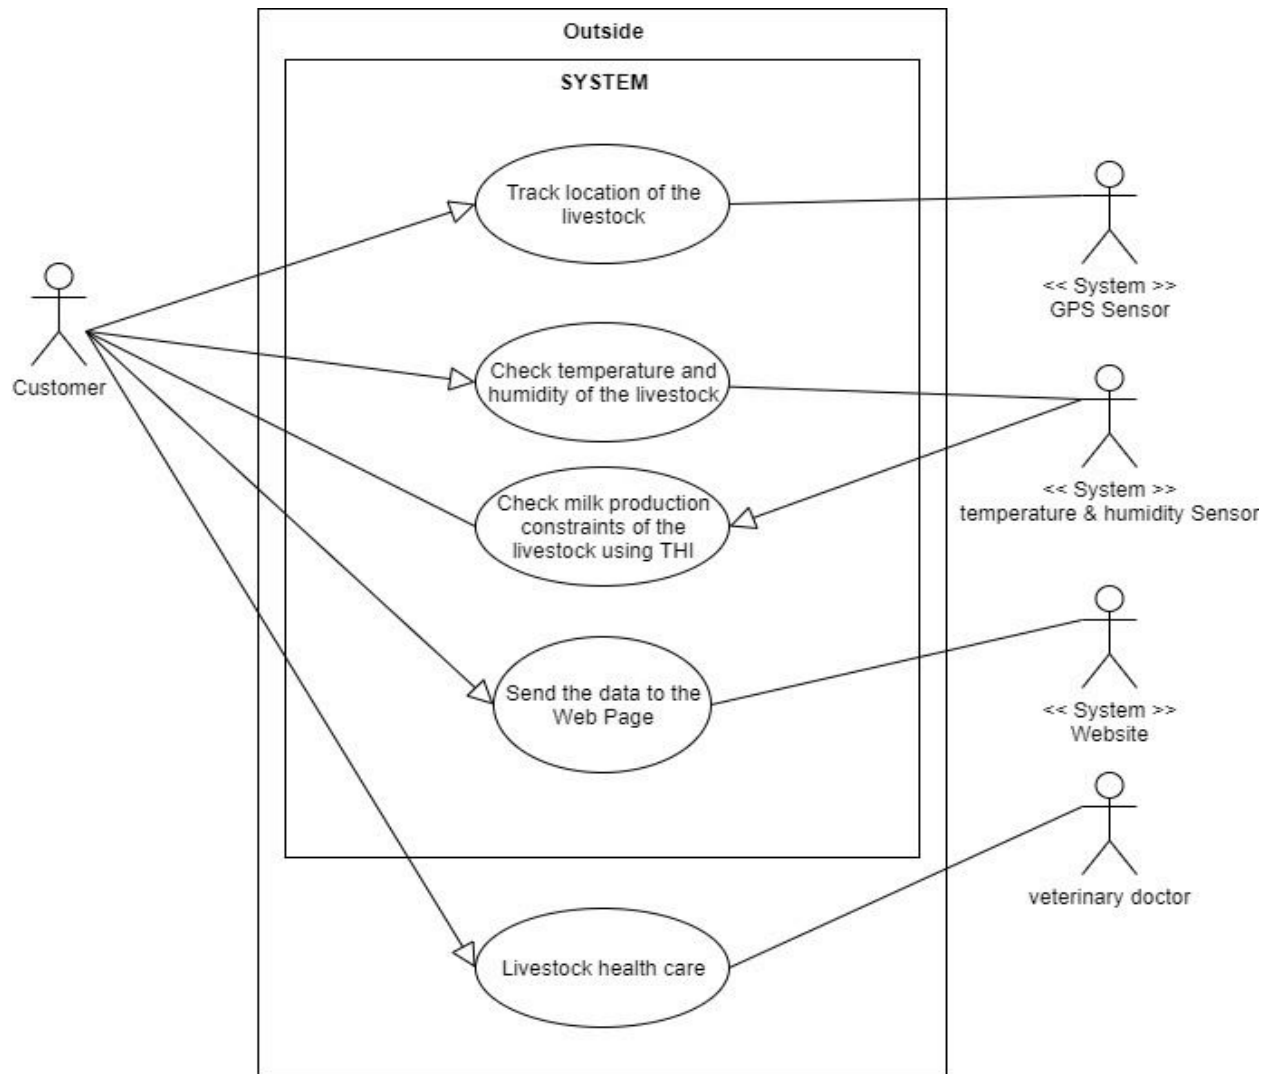 Outside
SYSTEM
Track location of the
livestock
<< System >>
GPS Sensor
Customer
Check temperature and
humidity of the livestock
<< System >>
temperature & humidity Sensor
Check milk production
constraints of the
livestock using THI
Send the data to the
Web Page
<< System >>
Website
veterinary doctor
Livestock health care